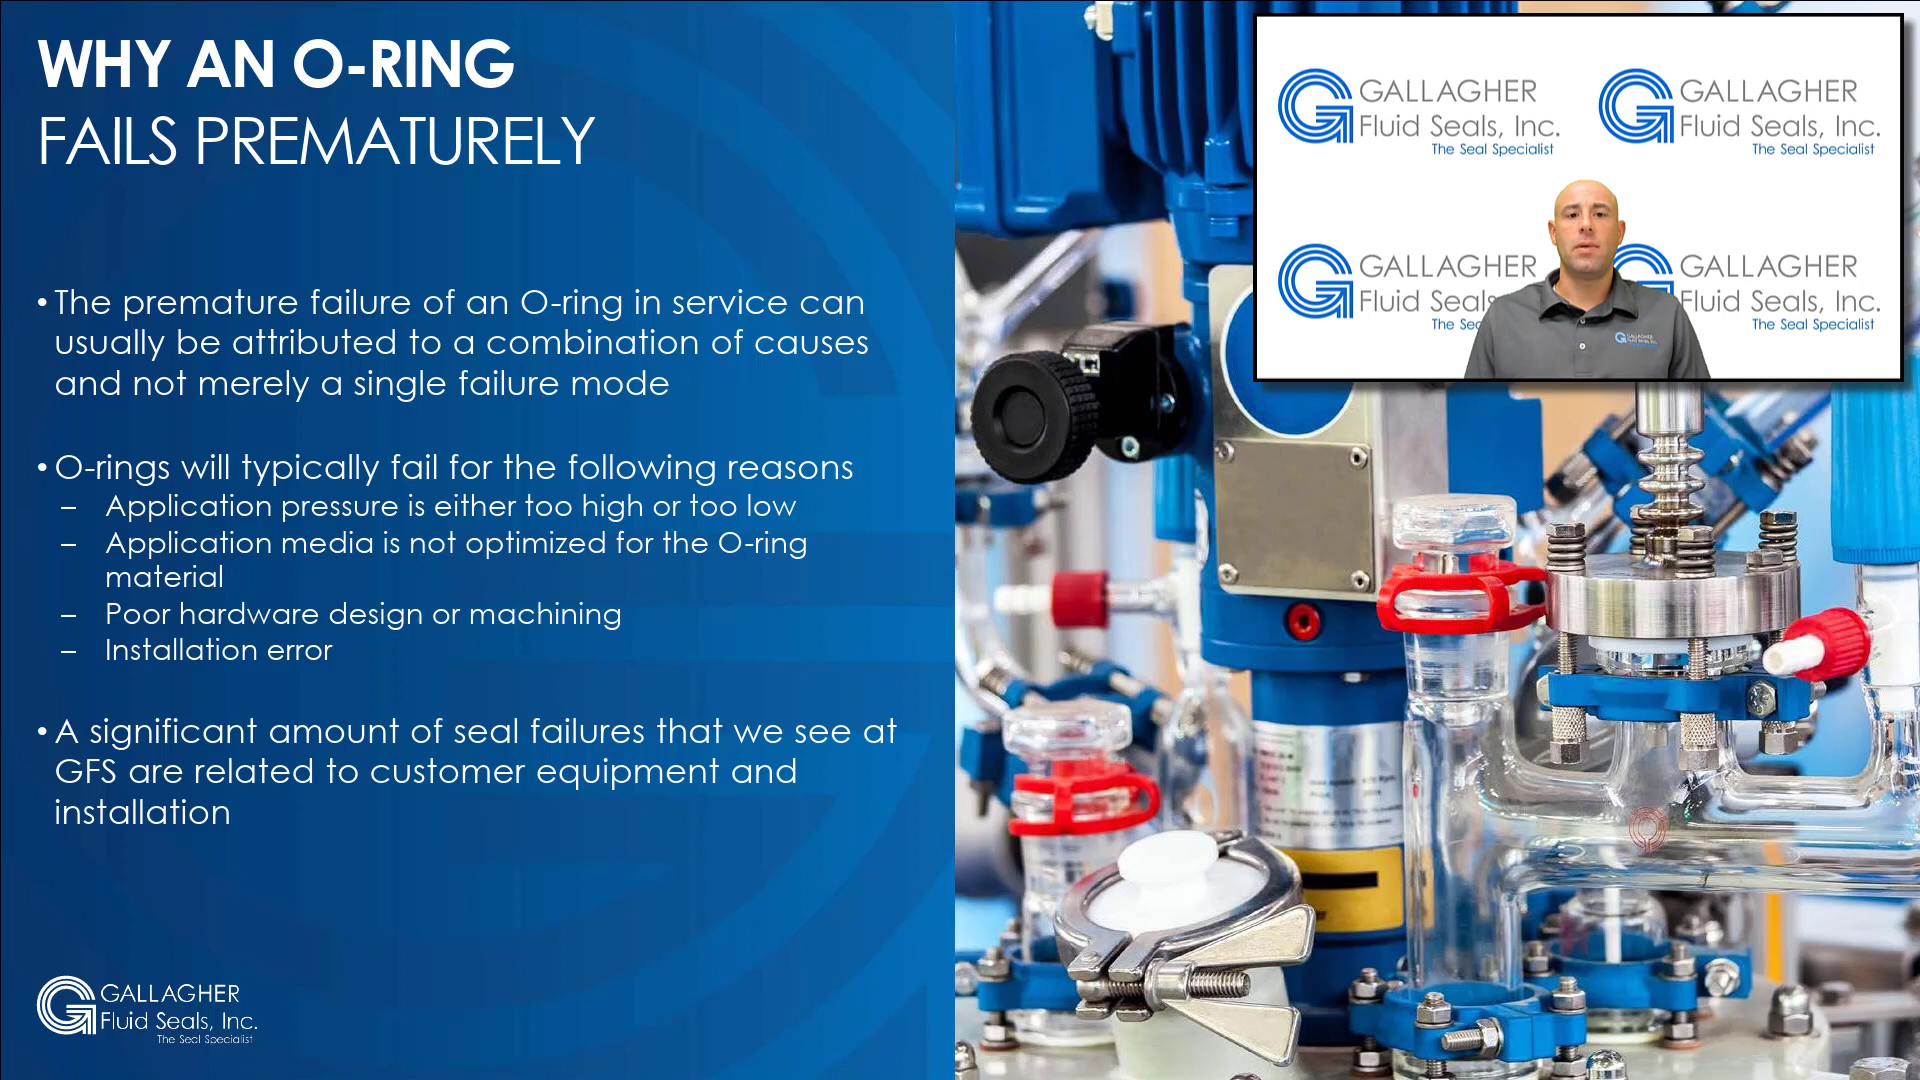 WHY AN O-RING
FAILS PREMATURELY
• The premature failure of an O-ring in service can
usually be attributed to a combination of causes
and not merely a single failure mode
• O-rings will typically fail for the following reasons
– Application pressure is either too high or too low
– Application media is not optimized for the O-ring
material
– Poor hardware design or machining
– Installation error
• A significant amount of seal failures that we see at
GFS are related to customer equipment and
installation
GALLAGHER
Fluid Seals, Inc.
The Seal Specialist
GALLAGHER
Fluid Seals, Inc.
The Seal Specialist
GALLAGHER
Fluid Seals, Inc.
The Seal Specialist
GALLAGHER
Fluid Seals
The
GALLAGHER
Fluid Seals, Inc.
The Seal Specialist
GALLAGHER